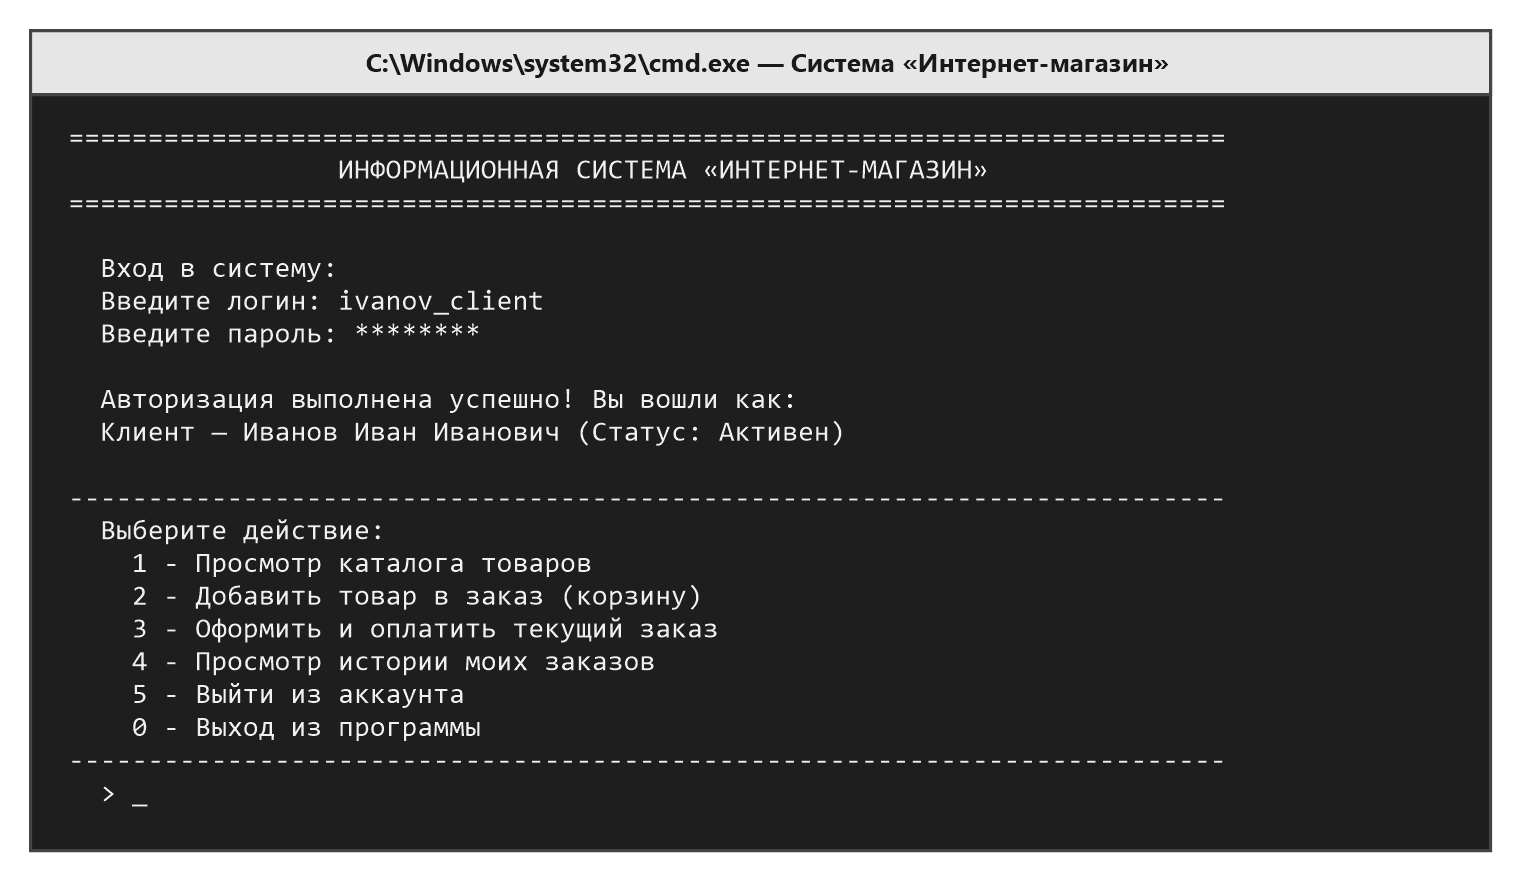 C:\Windows\system32\cmd.exe — Система «Интернет-магазин»
=========================================================================
ИНФОРМАЦИОННАЯ СИСТЕМА «ИНТЕРНЕТ-МАГАЗИН»
=========================================================================
Вход в систему:
Введите логин: ivanov_client
Введите пароль: ********
Авторизация выполнена успешно! Вы вошли как:
Клиент — Иванов Иван Иванович (Статус: Активен)
-------------------------------------------------------------------------
Выберите действие:
1 - Просмотр каталога товаров
2 - Добавить товар в заказ (корзину)
3 - Оформить и оплатить текущий заказ
4 - Просмотр истории моих заказов
5 - Выйти из аккаунта
0 - Выход из программы
-------------------------------------------------------------------------
> _